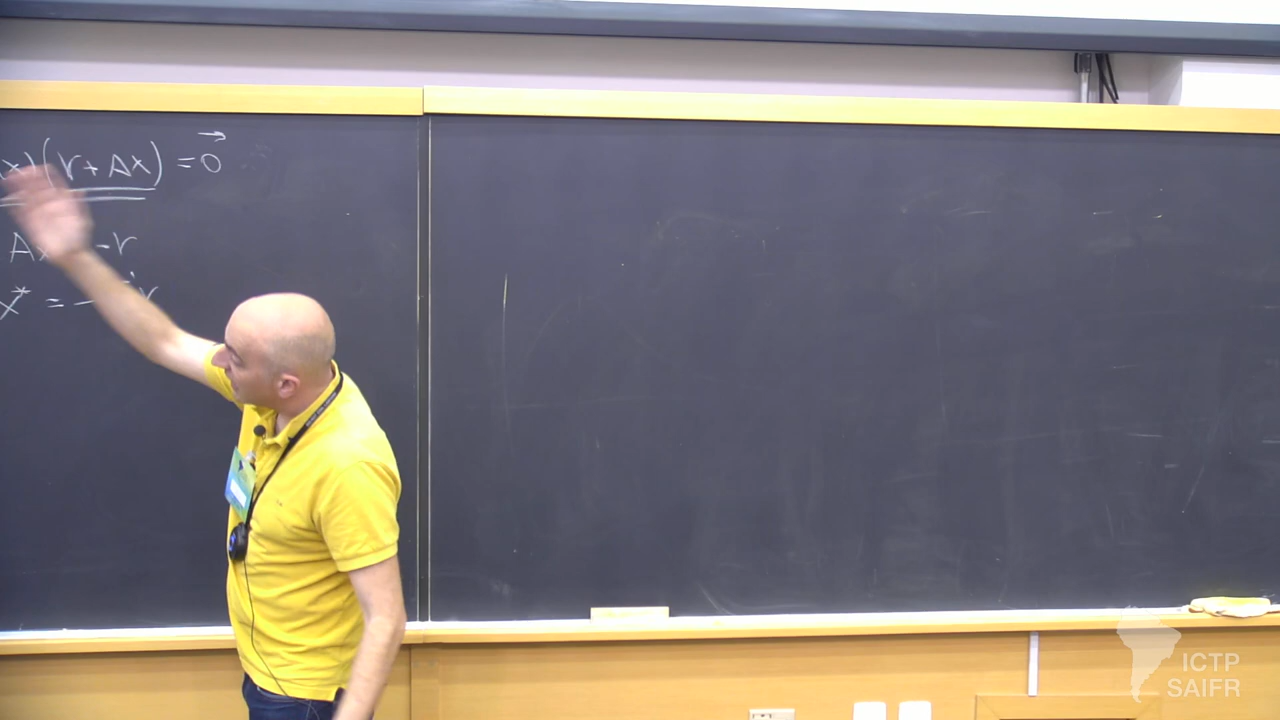 x)(r + Ax) = 0
Ax -r
x* = - r
ICTP
SAIFR